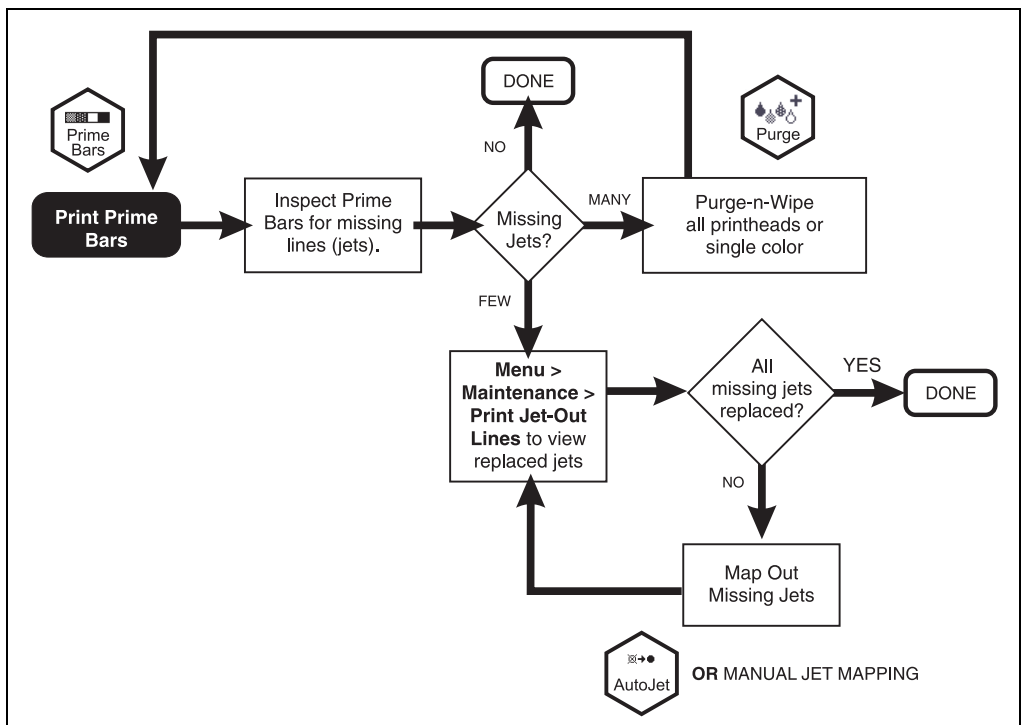 Prime
Bars
Print Prime
Bars
Inspect Prime
Bars for missing
lines (jets).
DONE
NO
Missing
Jets?
MANY
Purge
Purge-n-Wipe
all printheads or
single color
FEW
Menu >
Maintenance >
Print Jet-Out
Lines to view
replaced jets
All
missing jets
replaced?
YES
DONE
NO
Map Out
Missing Jets
AutoJet
OR MANUAL JET MAPPING